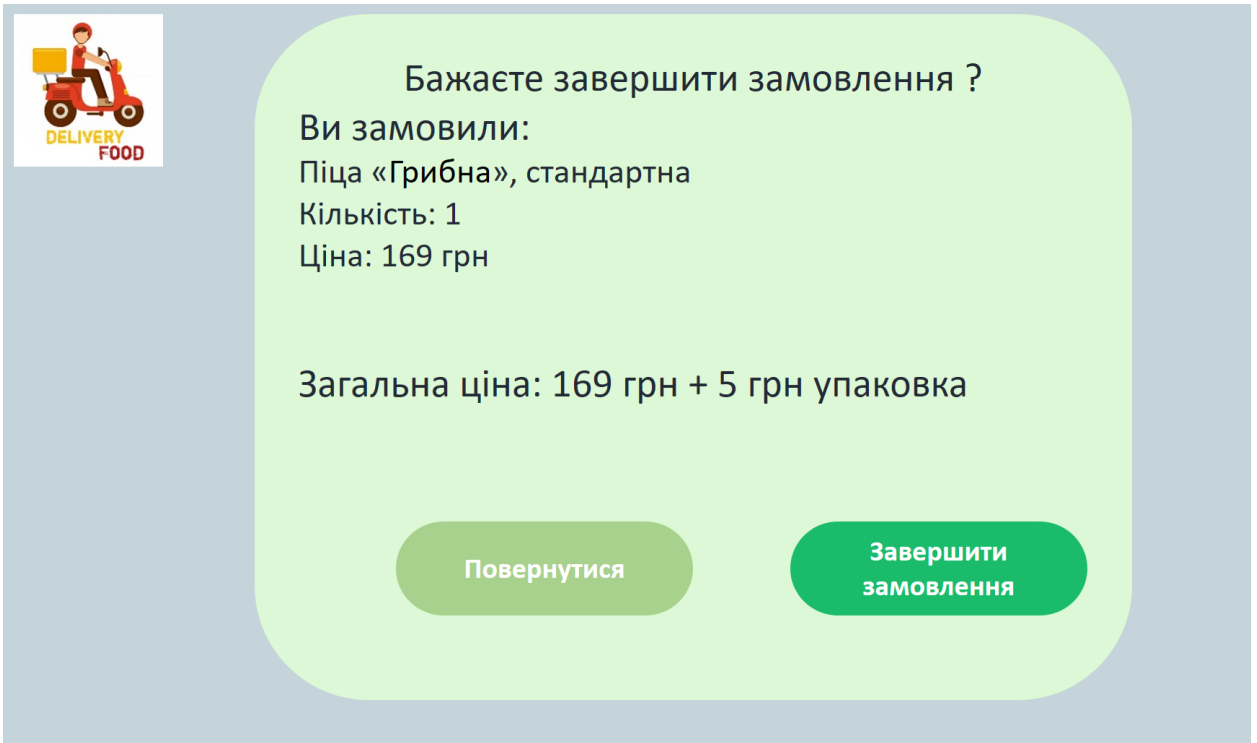 DELIVERY
FOOD
Бажаєте завершити замовлення ?
Ви замовили:
Піца «Грибна», стандартна
Кількість: 1
Ціна: 169 грн
Загальна ціна: 169 грн + 5 грн упаковка
Повернутися
Завершити
замовлення